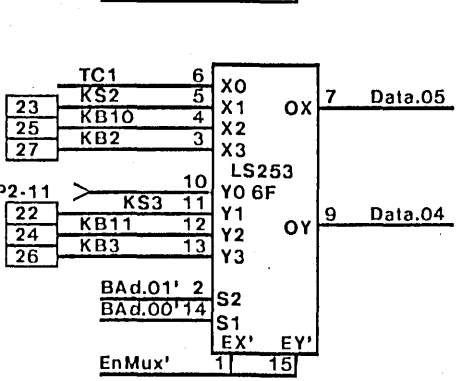 TC1 6 X0
23 KS2 5 X1 OX 7 Data.05
25 KB10 4 X2
27 KB2 3 X3
LS253
P2-11 10 Y0 6F
22 KS3 11 Y1 OY 9 Data.04
24 KB11 12 Y2
26 KB3 13 Y3
BAd.01' 2 S2
BAd.00' 14 S1
EX' EY'
EnMux' 1 15